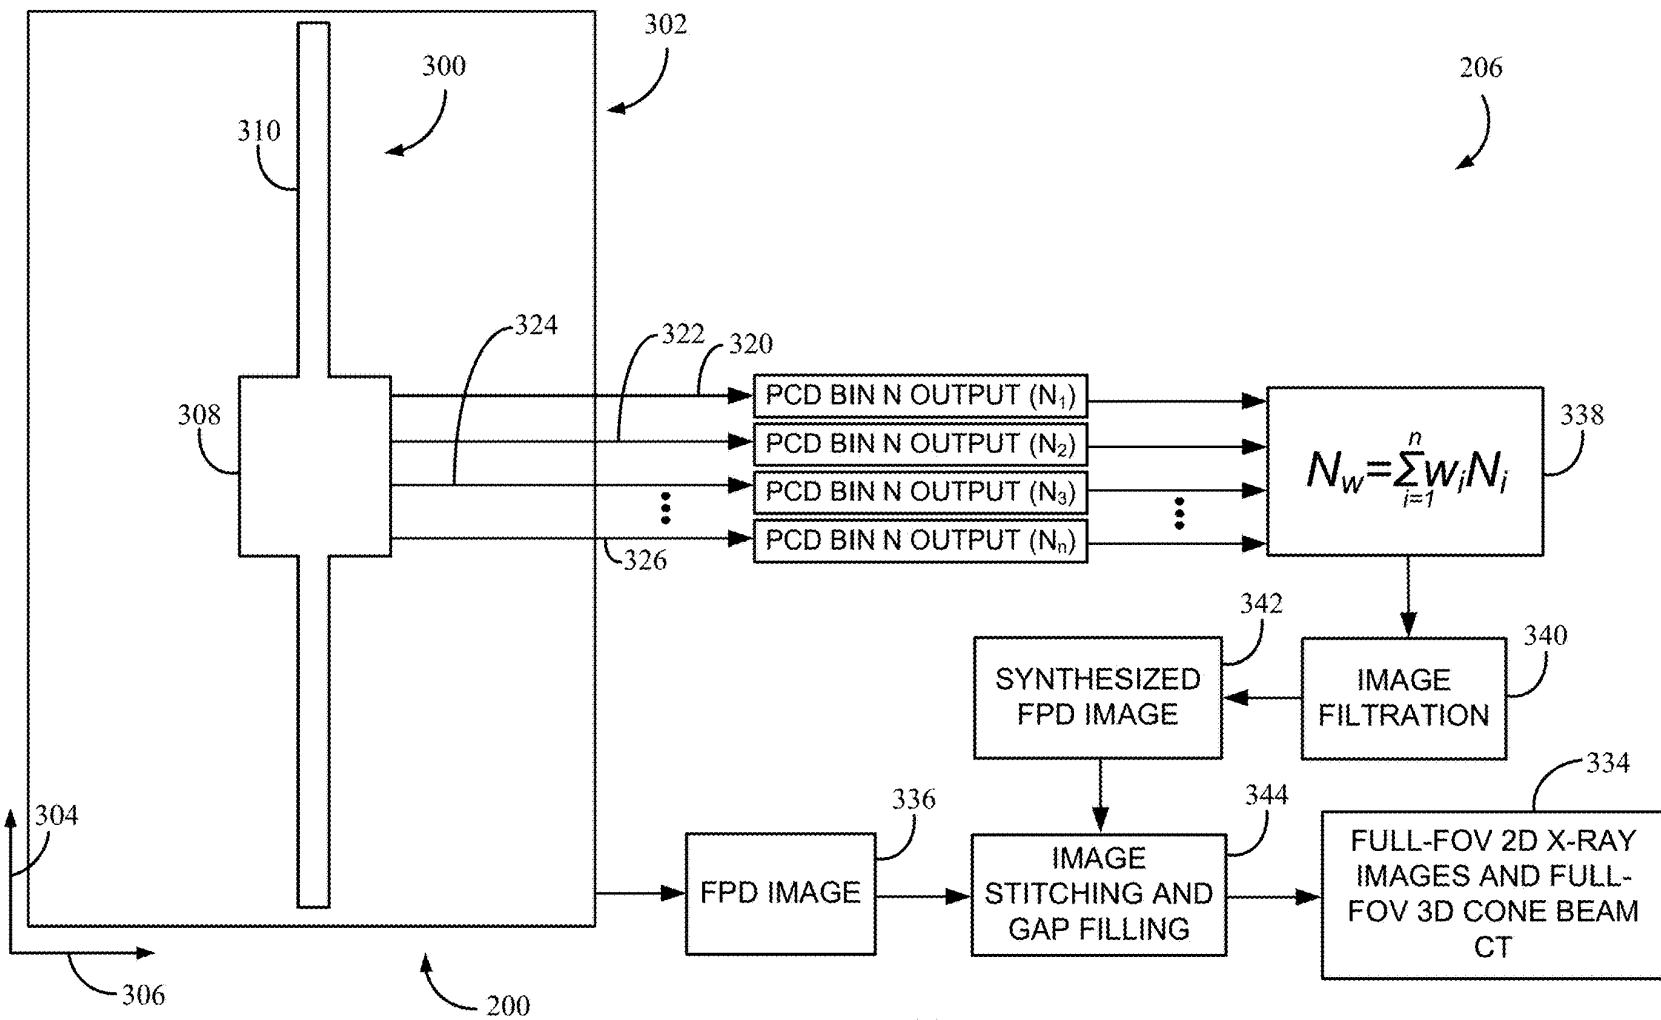 302
300
206
310
324
322
320
308
PCD BIN N OUTPUT (N₁)
PCD BIN N OUTPUT (N₂)
PCD BIN N OUTPUT (N₃)
PCD BIN N OUTPUT (Nₙ)
326
338
n
N_w=Σw_iN_i
i=1
342
340
SYNTHESIZED
FPD IMAGE
IMAGE
FILTRATION
304
336
344
334
FPD IMAGE
IMAGE
STITCHING AND
GAP FILLING
FULL-FOV 2D X-RAY
IMAGES AND FULL-
FOV 3D CONE BEAM
CT
306
200